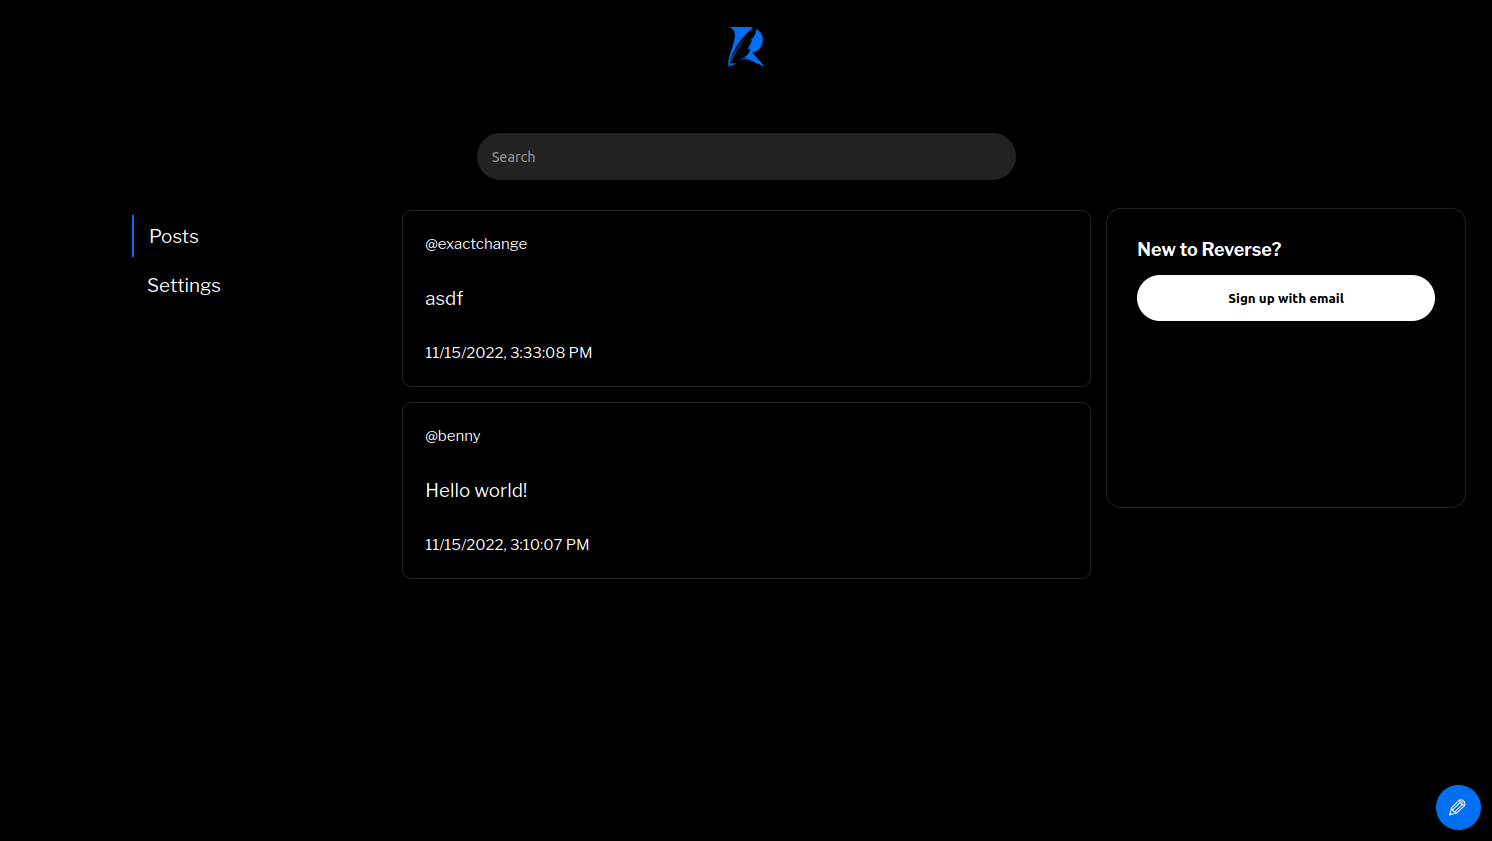 Search
Posts
Settings
@exactchange
asdf
11/15/2022, 3:33:08 PM
@benny
Hello world!
11/15/2022, 3:10:07 PM
New to Reverse?
Sign up with email